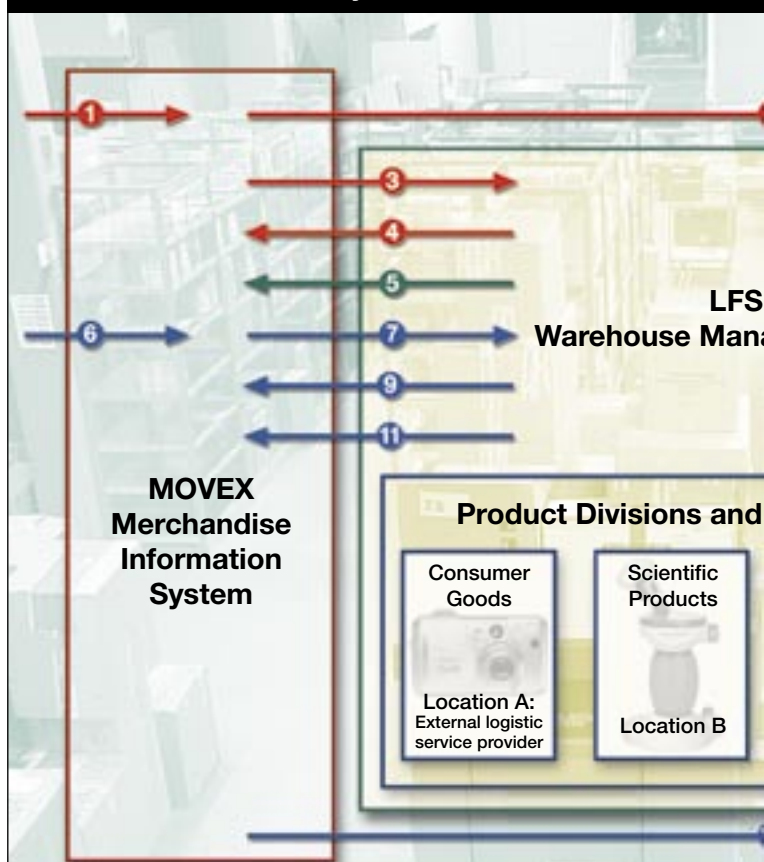 1
3
4
5
6
7
9
11
LFS
Warehouse Mana
MOVEX
Merchandise
Information
System
Product Divisions and
Consumer
Goods
Location A:
External logistic
service provider
Scientific
Products
Location B